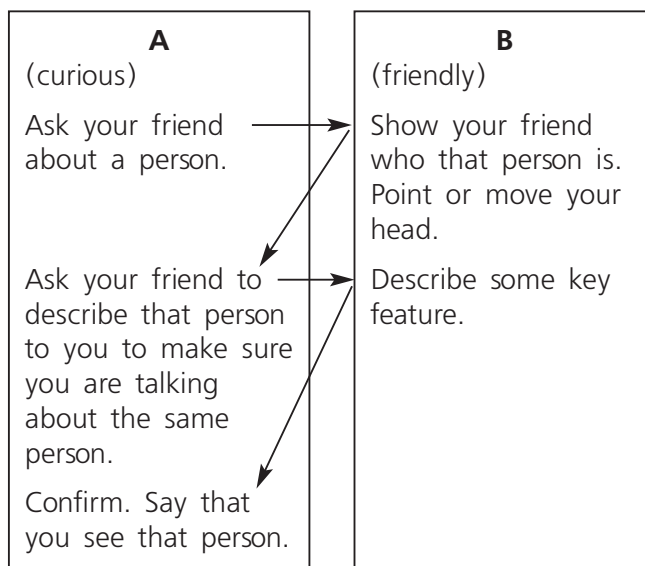 A
(curious)
Ask your friend
about a person.
Ask your friend to
describe that person
to you to make sure
you are talking
about the same
person.
Confirm. Say that
you see that person.
B
(friendly)
Show your friend
who that person is.
Point or move your
head.
Describe some key
feature.